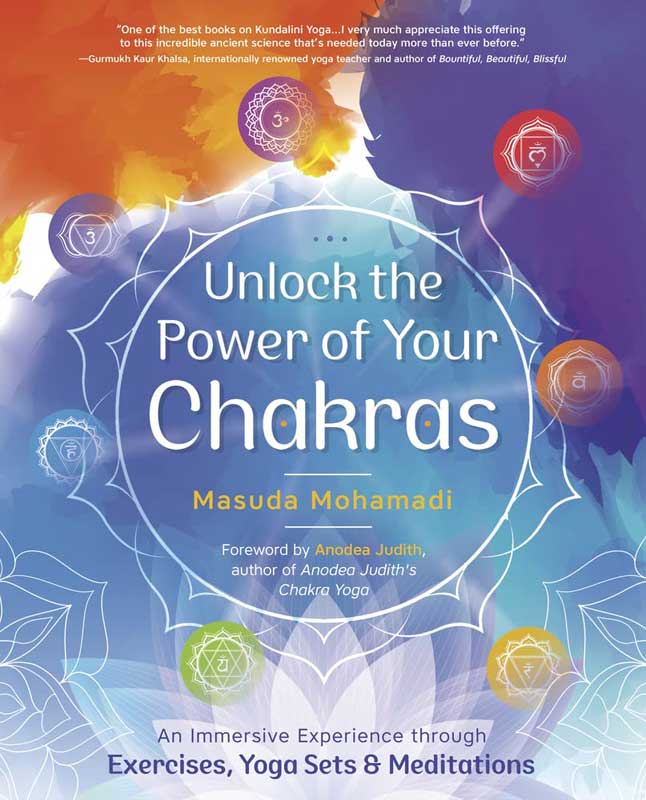 “One of the best books on Kundalini Yoga...I very much appreciate this offering
to this incredible ancient science that’s needed today more than ever before.”
—Gurmukh Kaur Khalsa, internationally renowned yoga teacher and author of Bountiful, Beautiful, Blissful
ॐ
लं
Unlock the
Power of Your
Chakras
वं
हं
Masuda Mohamadi
Foreword by Anodea Judith,
author of Anodea Judith's
Chakra Yoga
यं
रं
An Immersive Experience through
Exercises, Yoga Sets & Meditations